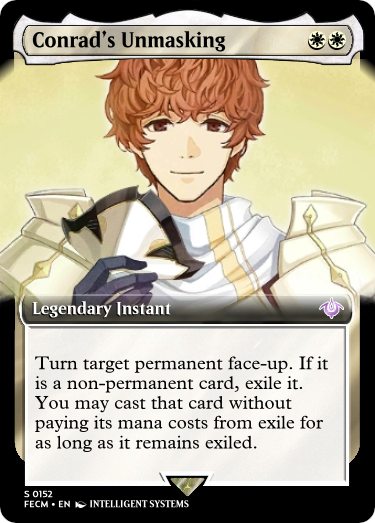 Conrad's Unmasking
Legendary Instant
Turn target permanent face-up. If it
is a non-permanent card, exile it.
You may cast that card without
paying its mana costs from exile for
as long as it remains exiled.
S 0152
FECM • EN INTELLIGENT SYSTEMS